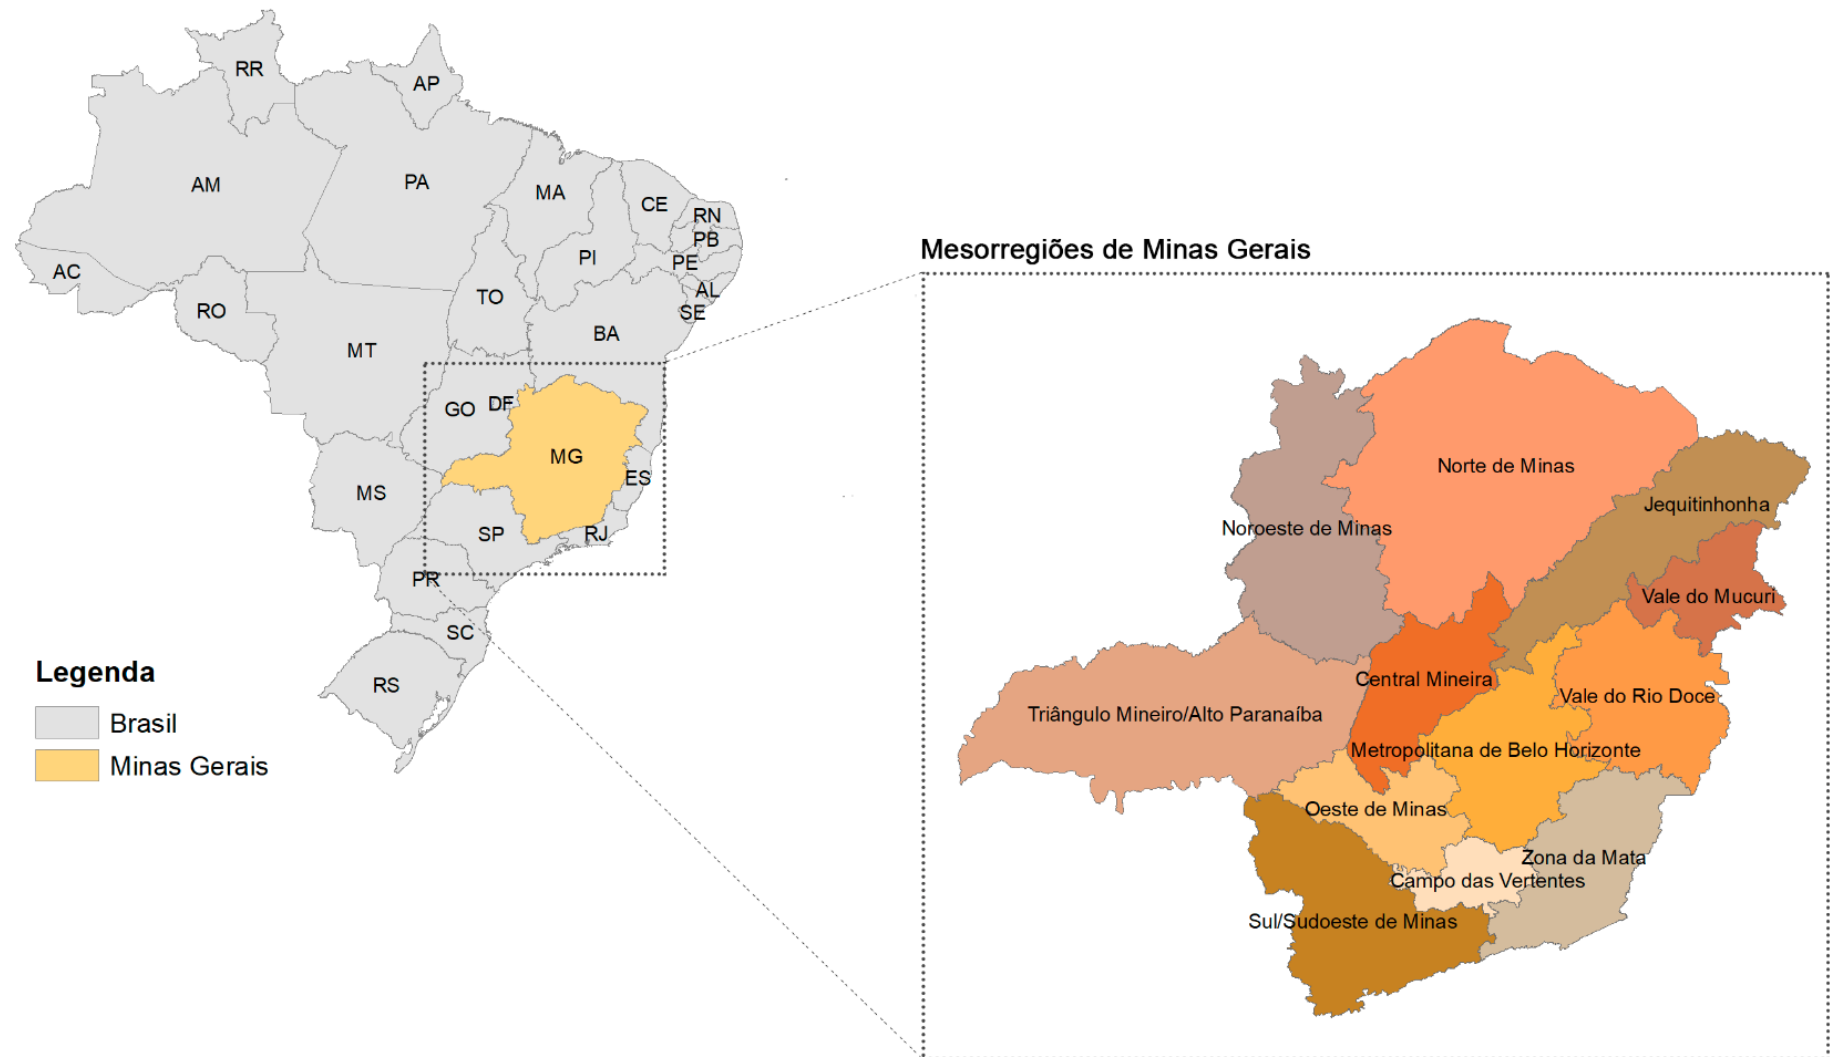 RR
AP
AM
PA
MA
CE
RN
PB
PI
PE
AC
AL
TO
RO
SE
BA
MT
GO
DF
MG
ES
MS
SP
RJ
PR
SC
RS
Legenda
Brasil
Minas Gerais
Mesorregiões de Minas Gerais
Norte de Minas
Jequitinhonha
Noroeste de Minas
Vale do Mucuri
Central Mineira
Vale do Rio Doce
Triângulo Mineiro/Alto Paranaíba
Metropolitana de Belo Horizonte
Oeste de Minas
Zona da Mata
Campo das Vertentes
Sul/Sudoeste de Minas